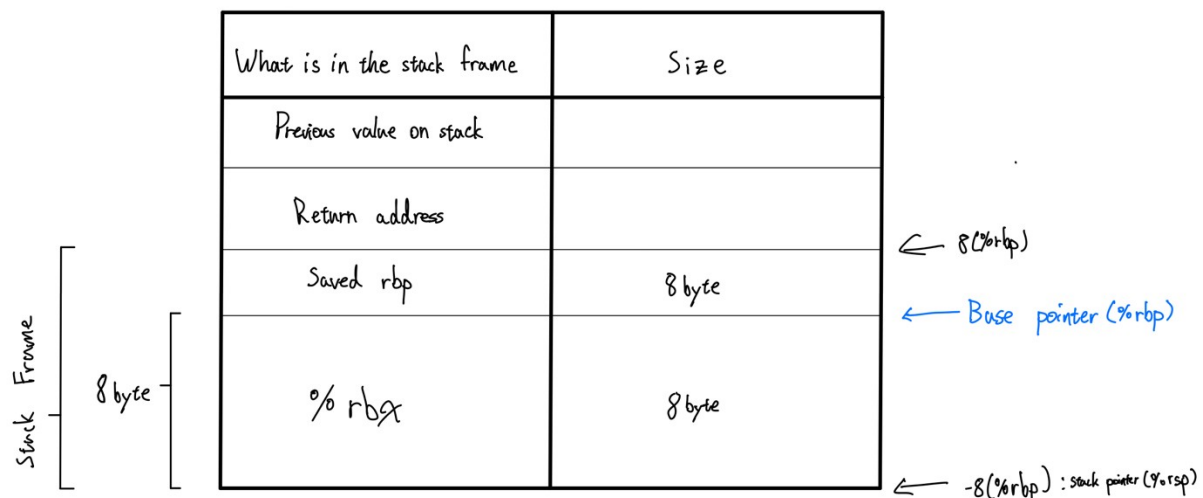 What is in the stack frame
Size
Previous value on stack
Return address
8(%rbp)
Saved rbp
8 byte
Base pointer (%rbp)
Stack Frame
8 byte
% rbx
8 byte
-8(%rbp) : stack pointer (%rsp)